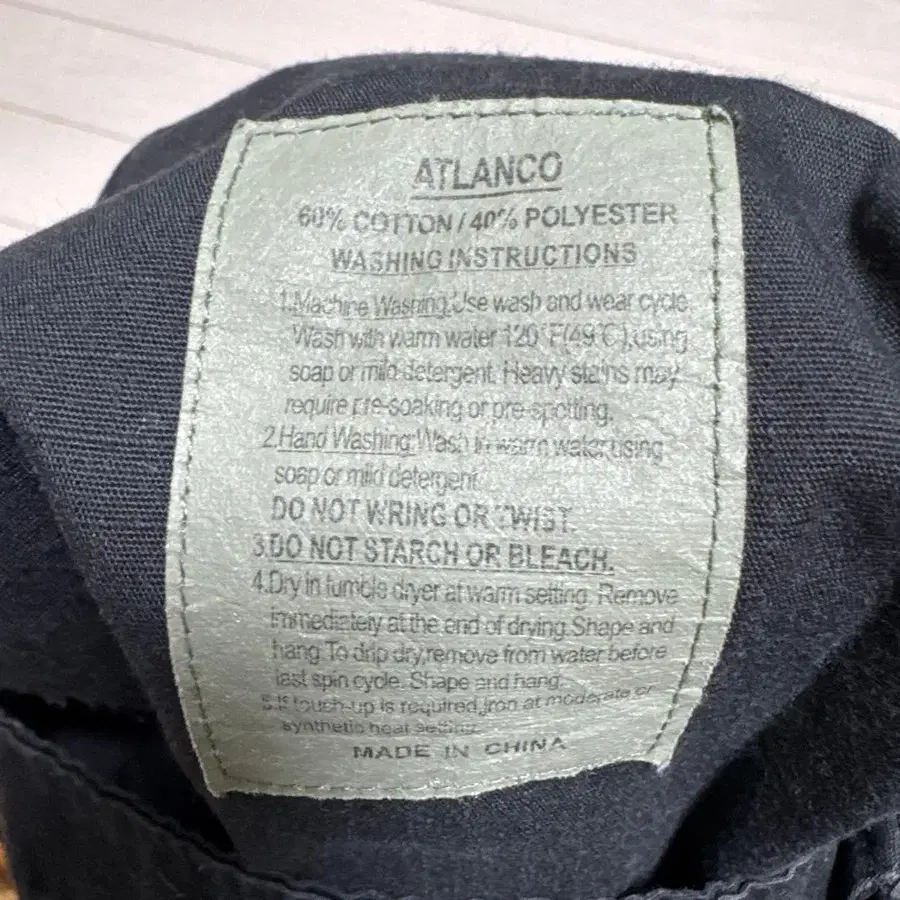 ATLANCO
60% COTTON / 40% POLYESTER
WASHING INSTRUCTIONS
1.Machine Washing:Use wash and wear cycle.
Wash with warm water 120°F(49°C),using
soap or mild detergent. Heavy stains may
require pre-soaking or pre-spotting.
2.Hand Washing:Wash in warm water,using
soap or mild detergent.
DO NOT WRING OR TWIST.
3.DO NOT STARCH OR BLEACH.
4.Dry in tumble dryer at warm setting. Remove
immediately at the end of drying.Shape and
hang.To drip dry,remove from water before
last spin cycle. Shape and hang.
5.If touch-up is required,iron at moderate or
synthetic heat setting.
MADE IN CHINA